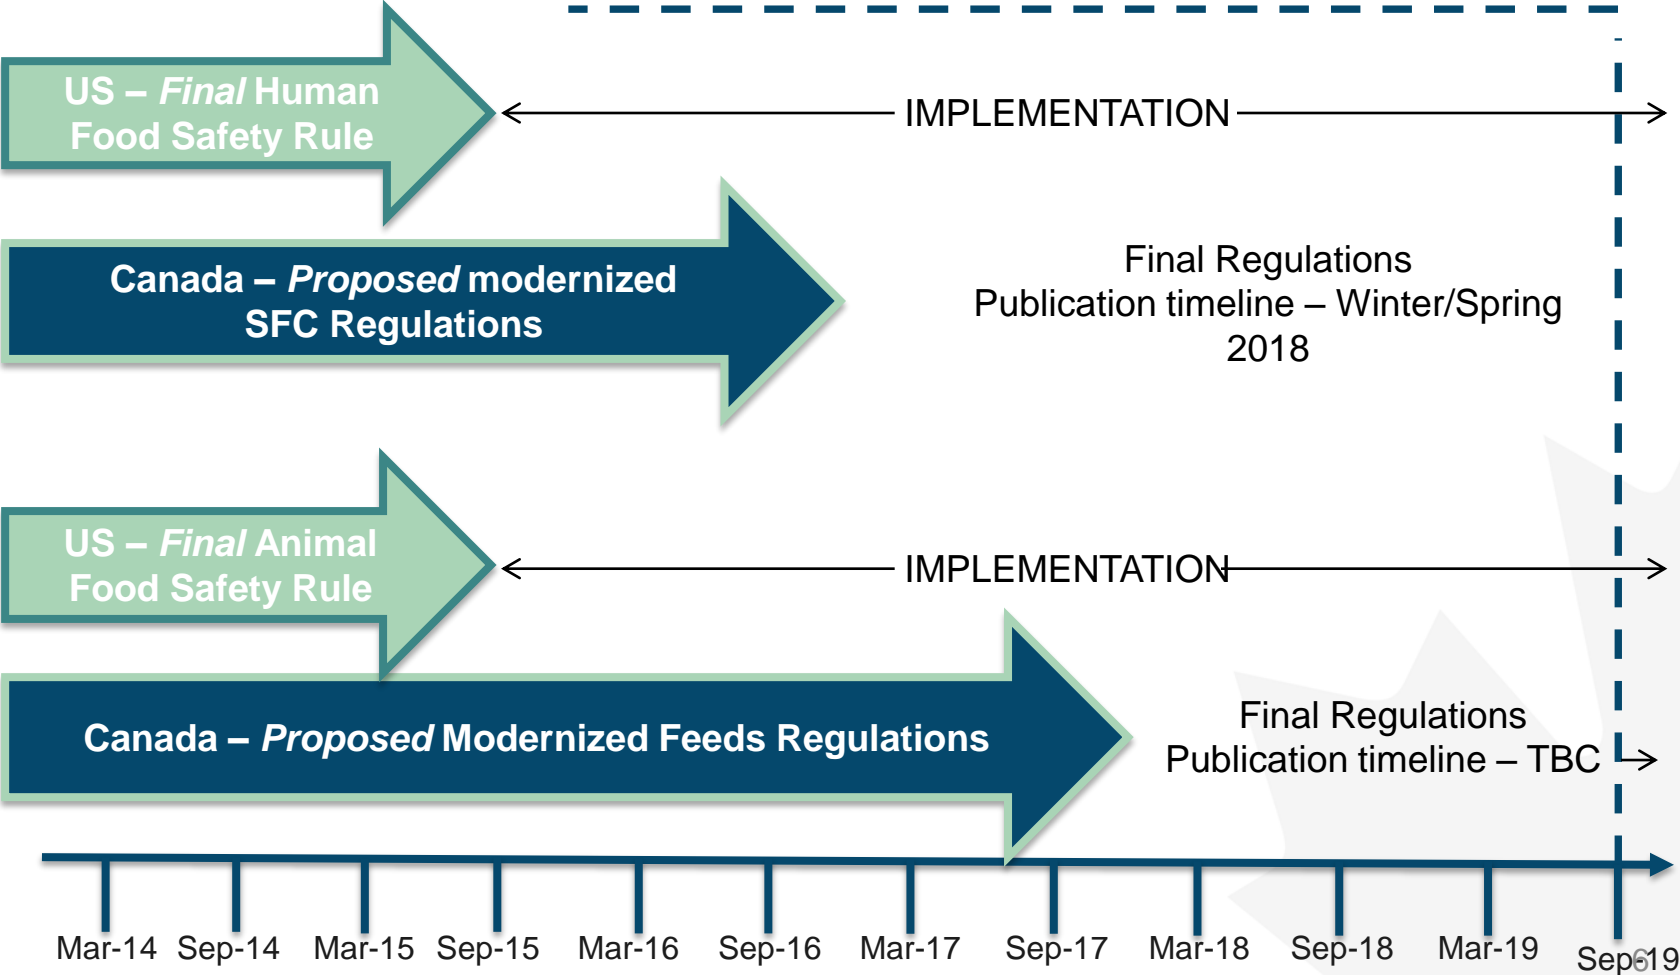 US – Final Human
Food Safety Rule
IMPLEMENTATION
Canada – Proposed modernized
SFC Regulations
Final Regulations
Publication timeline – Winter/Spring
2018
US – Final Animal
Food Safety Rule
IMPLEMENTATION
Canada – Proposed Modernized Feeds Regulations
Final Regulations
Publication timeline – TBC
Mar-14 Sep-14 Mar-15 Sep-15 Mar-16 Sep-16 Mar-17 Sep-17 Mar-18 Sep-18 Mar-19 Sep-19
6